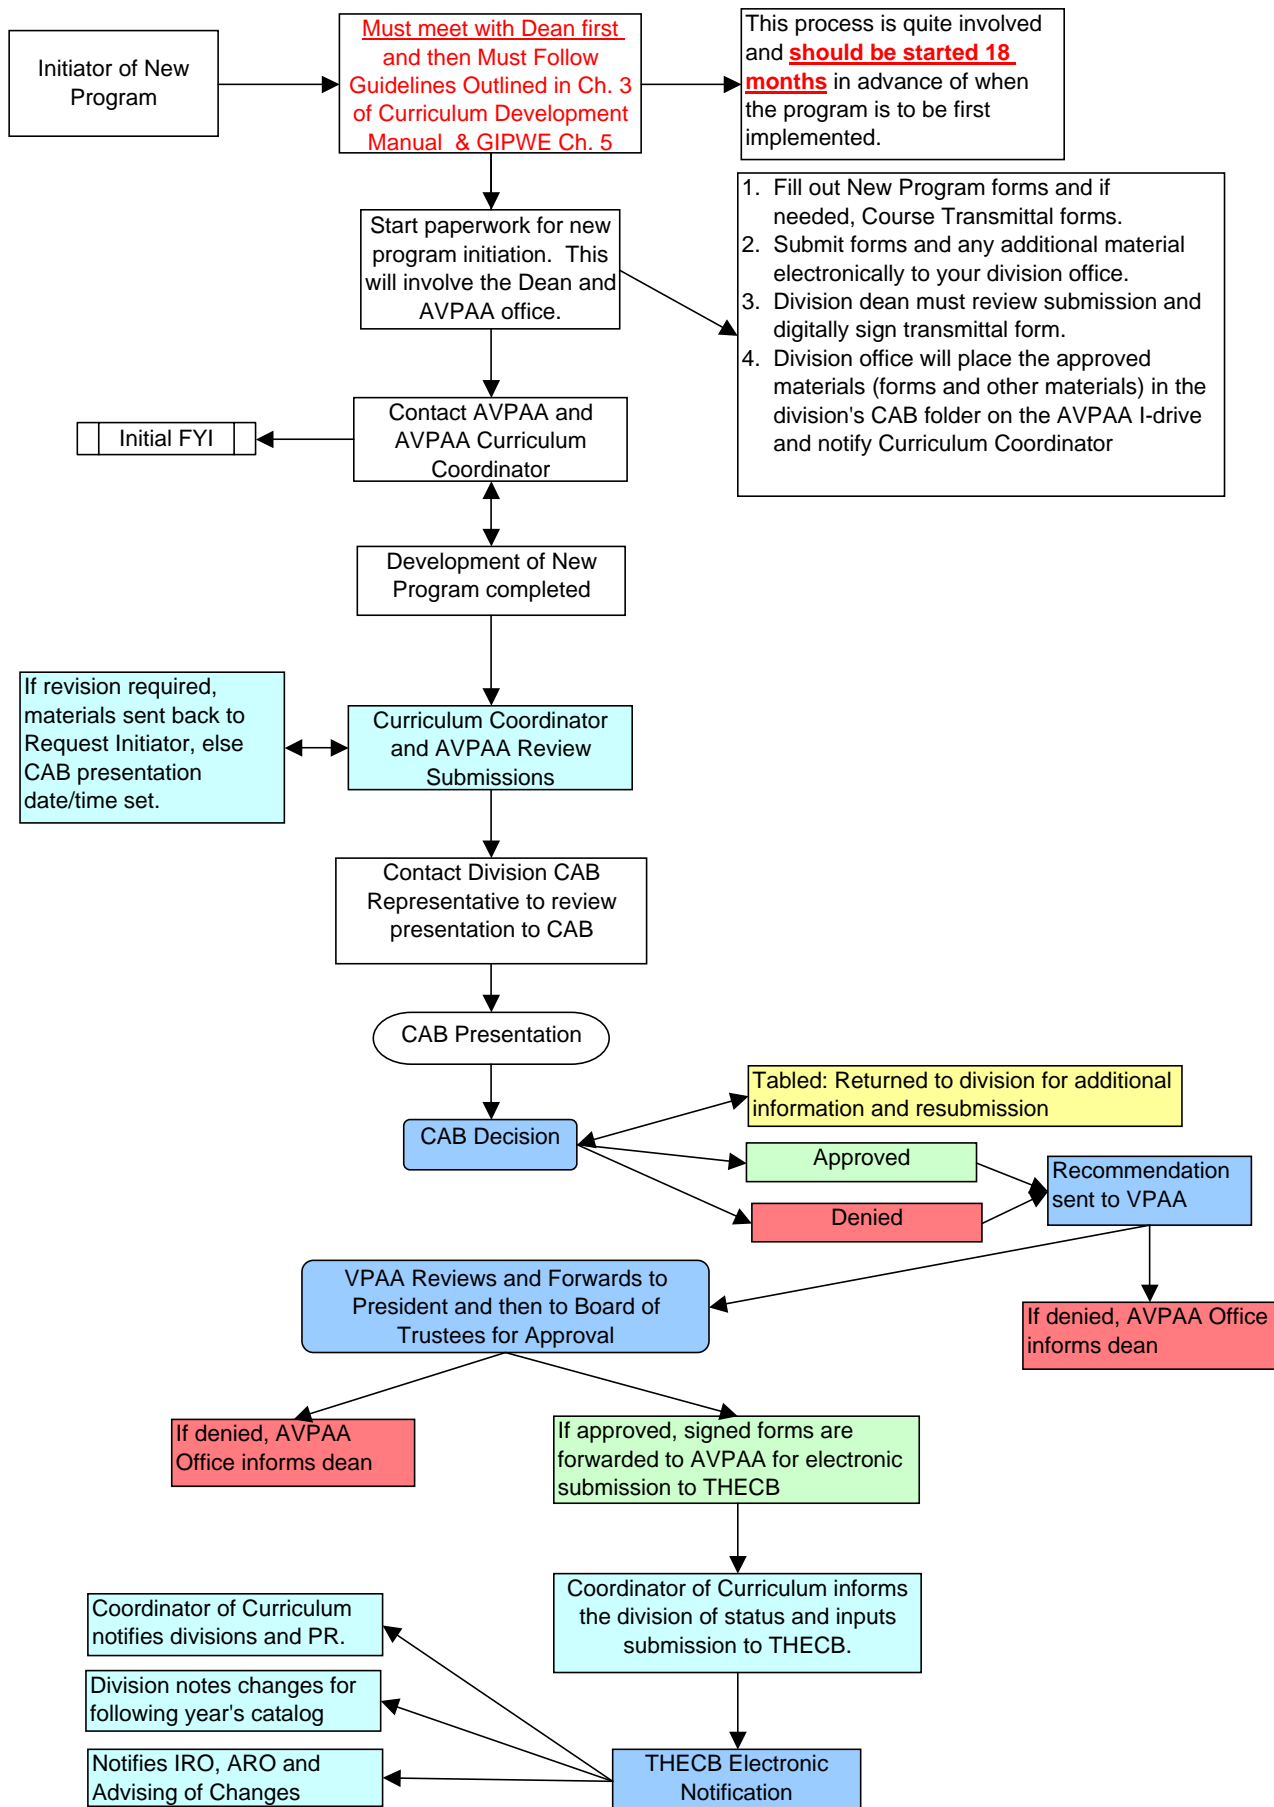 Initiator of New
Program
Must meet with Dean first
and then Must Follow
Guidelines Outlined in Ch. 3
of Curriculum Development
Manual & GIPWE Ch. 5
This process is quite involved
and should be started 18
months in advance of when
the program is to be first
implemented.
Start paperwork for new
program initiation. This
will involve the Dean and
AVPAA office.
1. Fill out New Program forms and if
needed, Course Transmittal forms.
2. Submit forms and any additional material
electronically to your division office.
3. Division dean must review submission and
digitally sign transmittal form.
4. Division office will place the approved
materials (forms and other materials) in the
division's CAB folder on the AVPAA I-drive
and notify Curriculum Coordinator
Contact AVPAA and
AVPAA Curriculum
Coordinator
Initial FYI
Development of New
Program completed
If revision required,
materials sent back to
Request Initiator, else
CAB presentation
date/time set.
Curriculum Coordinator
and AVPAA Review
Submissions
Contact Division CAB
Representative to review
presentation to CAB
CAB Presentation
CAB Decision
Tabled: Returned to division for additional
information and resubmission
Approved
Denied
Recommendation
sent to VPAA
VPAA Reviews and Forwards to
President and then to Board of
Trustees for Approval
If denied, AVPAA Office
informs dean
If denied, AVPAA
Office informs dean
If approved, signed forms are
forwarded to AVPAA for electronic
submission to THECB
Coordinator of Curriculum informs
the division of status and inputs
submission to THECB.
Coordinator of Curriculum
notifies divisions and PR.
Division notes changes for
following year's catalog
Notifies IRO, ARO and
Advising of Changes
THECB Electronic
Notification